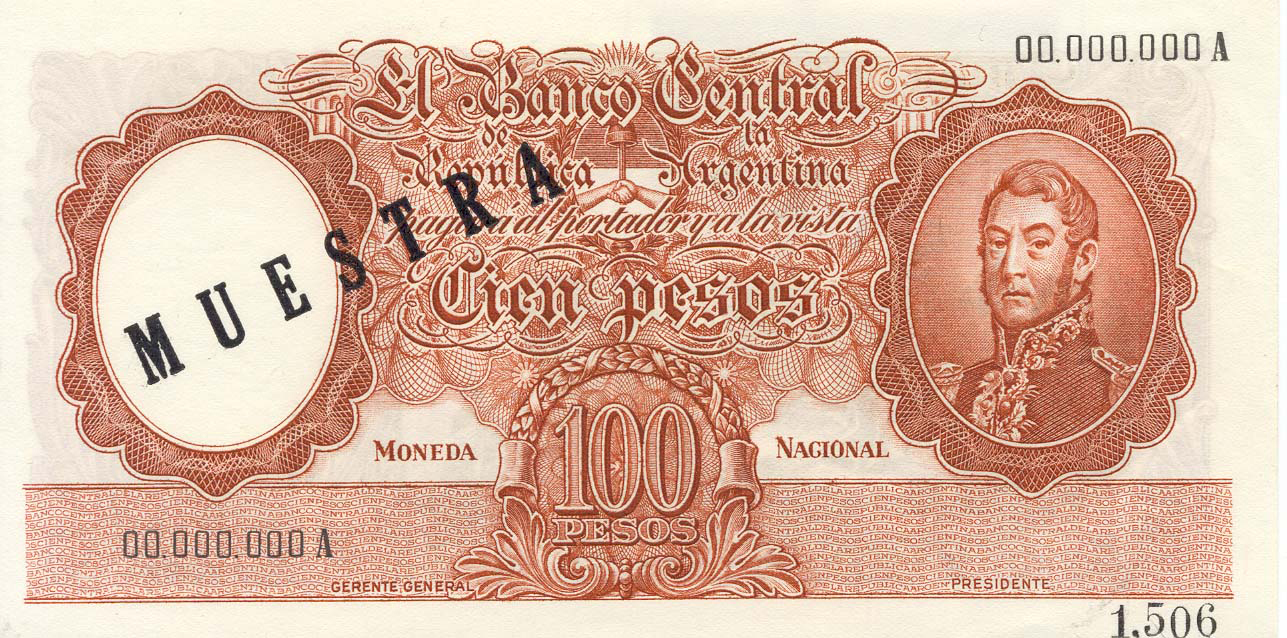 00.000.000 A
El Banco Central
de la
República Argentina
pagará al portador y a la vista
Cien pesos
MUESTRA
MONEDA NACIONAL
100
PESOS
00.000.000 A
GERENTE GENERAL
PRESIDENTE
1,506